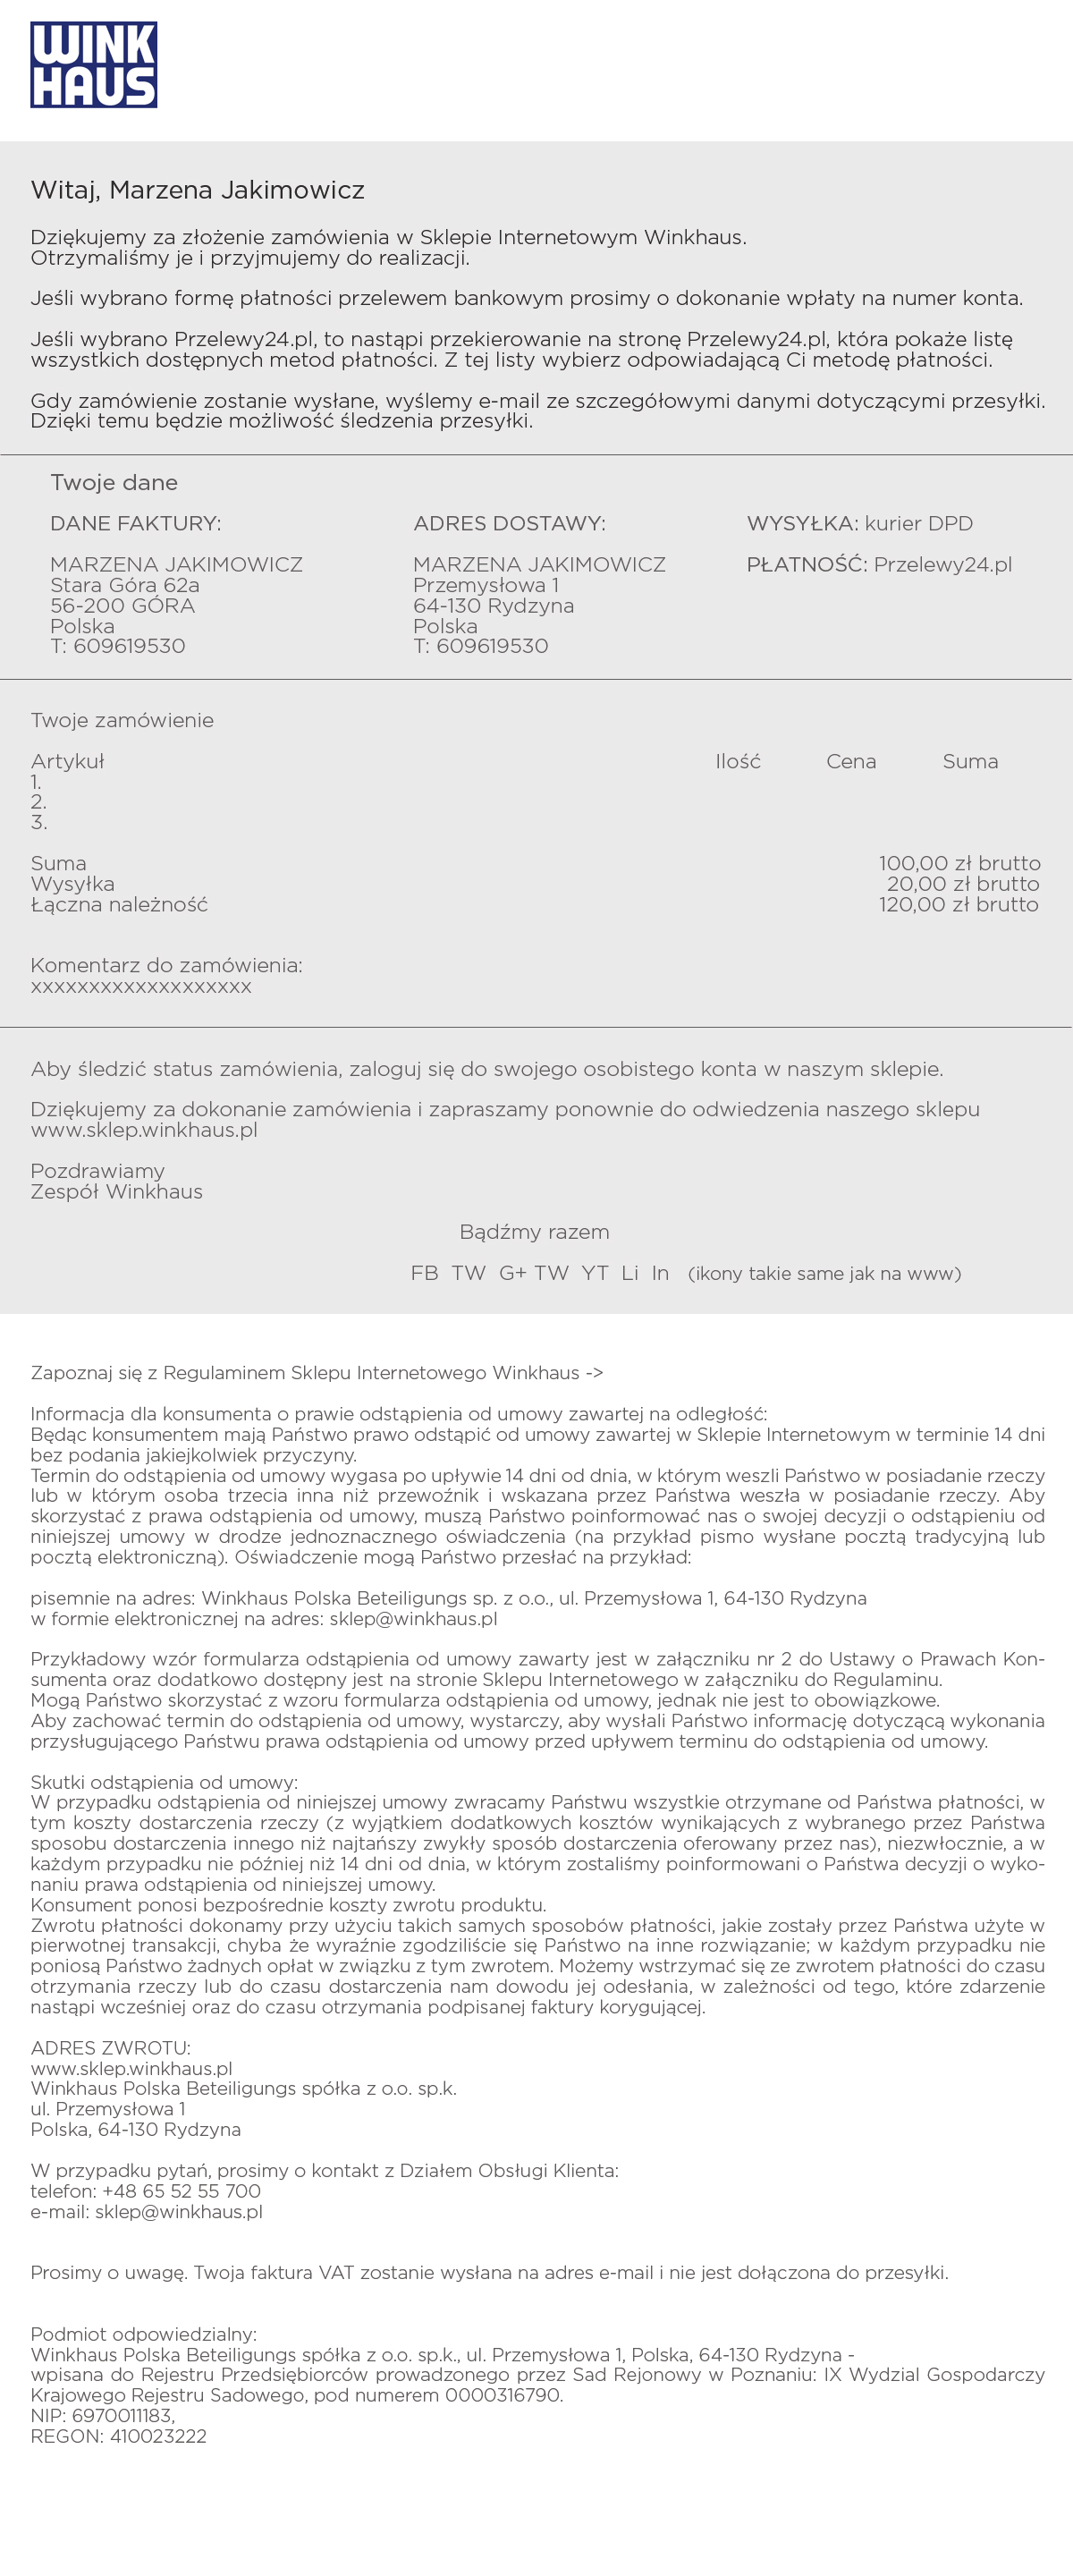 WINK
HAUS
Witaj, Marzena Jakimowicz
Dziękujemy za złożenie zamówienia w Sklepie Internetowym Winkhaus.
Otrzymaliśmy je i przyjmujemy do realizacji.
Jeśli wybrano formę płatności przelewem bankowym prosimy o dokonanie wpłaty na numer konta.
Jeśli wybrano Przelewy24.pl, to nastąpi przekierowanie na stronę Przelewy24.pl, która pokaże listę
wszystkich dostępnych metod płatności. Z tej listy wybierz odpowiadającą Ci metodę płatności.
Gdy zamówienie zostanie wysłane, wyślemy e-mail ze szczegółowymi danymi dotyczącymi przesyłki.
Dzięki temu będzie możliwość śledzenia przesyłki.
Twoje dane
DANE FAKTURY: ADRES DOSTAWY: WYSYŁKA: kurier DPD
MARZENA JAKIMOWICZ MARZENA JAKIMOWICZ PŁATNOŚĆ: Przelewy24.pl
Stara Góra 62a Przemysłowa 1
56-200 GÓRA 64-130 Rydzyna
Polska Polska
T: 609619530 T: 609619530
Twoje zamówienie
Artykuł Ilość Cena Suma
1.
2.
3.
Suma 100,00 zł brutto
Wysyłka 20,00 zł brutto
Łączna należność 120,00 zł brutto
Komentarz do zamówienia:
xxxxxxxxxxxxxxxxxxx
Aby śledzić status zamówienia, zaloguj się do swojego osobistego konta w naszym sklepie.
Dziękujemy za dokonanie zamówienia i zapraszamy ponownie do odwiedzenia naszego sklepu
www.sklep.winkhaus.pl
Pozdrawiamy
Zespół Winkhaus
Bądźmy razem
FB TW G+ TW YT Li In (ikony takie same jak na www)
Zapoznaj się z Regulaminem Sklepu Internetowego Winkhaus ->
Informacja dla konsumenta o prawie odstąpienia od umowy zawartej na odległość:
Będąc konsumentem mają Państwo prawo odstąpić od umowy zawartej w Sklepie Internetowym w terminie 14 dni
bez podania jakiejkolwiek przyczyny.
Termin do odstąpienia od umowy wygasa po upływie 14 dni od dnia, w którym weszli Państwo w posiadanie rzeczy
lub w którym osoba trzecia inna niż przewoźnik i wskazana przez Państwa weszła w posiadanie rzeczy. Aby
skorzystać z prawa odstąpienia od umowy, muszą Państwo poinformować nas o swojej decyzji o odstąpieniu od
niniejszej umowy w drodze jednoznacznego oświadczenia (na przykład pismo wysłane pocztą tradycyjną lub
pocztą elektroniczną). Oświadczenie mogą Państwo przesłać na przykład:
pisemnie na adres: Winkhaus Polska Beteiligungs sp. z o.o., ul. Przemysłowa 1, 64-130 Rydzyna
w formie elektronicznej na adres: sklep@winkhaus.pl
Przykładowy wzór formularza odstąpienia od umowy zawarty jest w załączniku nr 2 do Ustawy o Prawach Kon-
sumenta oraz dodatkowo dostępny jest na stronie Sklepu Internetowego w załączniku do Regulaminu.
Mogą Państwo skorzystać z wzoru formularza odstąpienia od umowy, jednak nie jest to obowiązkowe.
Aby zachować termin do odstąpienia od umowy, wystarczy, aby wysłali Państwo informację dotyczącą wykonania
przysługującego Państwu prawa odstąpienia od umowy przed upływem terminu do odstąpienia od umowy.
Skutki odstąpienia od umowy:
W przypadku odstąpienia od niniejszej umowy zwracamy Państwu wszystkie otrzymane od Państwa płatności, w
tym koszty dostarczenia rzeczy (z wyjątkiem dodatkowych kosztów wynikających z wybranego przez Państwa
sposobu dostarczenia innego niż najtańszy zwykły sposób dostarczenia oferowany przez nas), niezwłocznie, a w
każdym przypadku nie później niż 14 dni od dnia, w którym zostaliśmy poinformowani o Państwa decyzji o wyko-
naniu prawa odstąpienia od niniejszej umowy.
Konsument ponosi bezpośrednie koszty zwrotu produktu.
Zwrotu płatności dokonamy przy użyciu takich samych sposobów płatności, jakie zostały przez Państwa użyte w
pierwotnej transakcji, chyba że wyraźnie zgodziliście się Państwo na inne rozwiązanie; w każdym przypadku nie
poniosą Państwo żadnych opłat w związku z tym zwrotem. Możemy wstrzymać się ze zwrotem płatności do czasu
otrzymania rzeczy lub do czasu dostarczenia nam dowodu jej odesłania, w zależności od tego, które zdarzenie
nastąpi wcześniej oraz do czasu otrzymania podpisanej faktury korygującej.
ADRES ZWROTU:
www.sklep.winkhaus.pl
Winkhaus Polska Beteiligungs spółka z o.o. sp.k.
ul. Przemysłowa 1
Polska, 64-130 Rydzyna
W przypadku pytań, prosimy o kontakt z Działem Obsługi Klienta:
telefon: +48 65 52 55 700
e-mail: sklep@winkhaus.pl
Prosimy o uwagę. Twoja faktura VAT zostanie wysłana na adres e-mail i nie jest dołączona do przesyłki.
Podmiot odpowiedzialny:
Winkhaus Polska Beteiligungs spółka z o.o. sp.k., ul. Przemysłowa 1, Polska, 64-130 Rydzyna -
wpisana do Rejestru Przedsiębiorców prowadzonego przez Sad Rejonowy w Poznaniu: IX Wydzial Gospodarczy
Krajowego Rejestru Sadowego, pod numerem 0000316790.
NIP: 6970011183,
REGON: 410023222